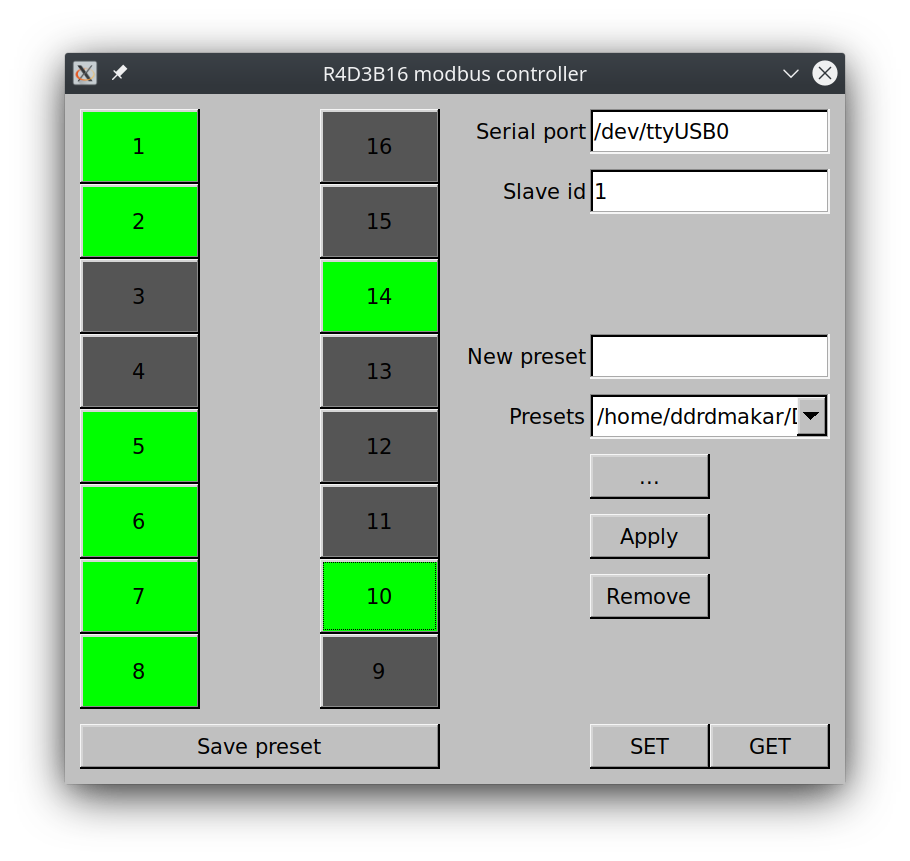 R4D3B16 modbus controller
1
2
3
4
5
6
7
8
16
15
14
13
12
11
10
9
Serial port /dev/ttyUSB0
Slave id 1
New preset
Presets /home/ddrdmakar/
...
Apply
Remove
Save preset
SET GET